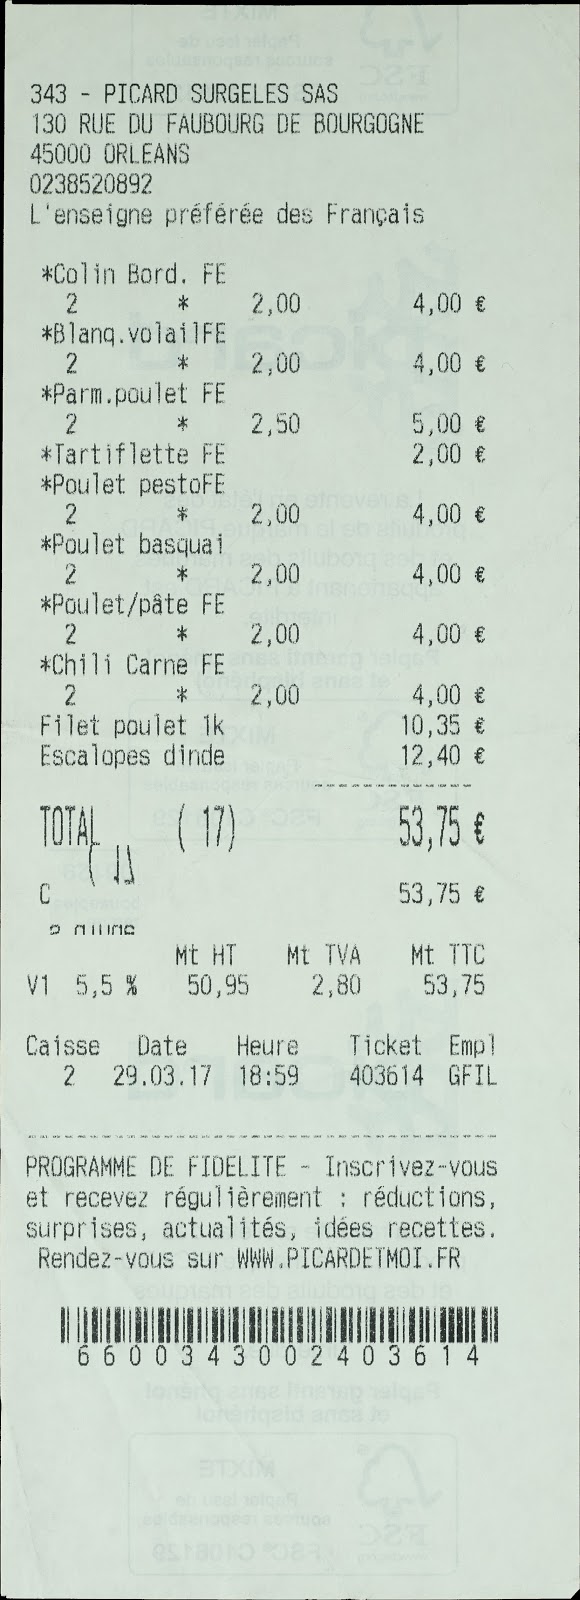 343 - PICARD SURGELES SAS
130 RUE DU FAUBOURG DE BOURGOGNE
45000 ORLEANS
0238520892
L'enseigne préférée des Français
*Colin Bord. FE
2 * 2,00 4,00 €
*Blanq.volailFE
2 * 2,00 4,00 €
*Parm.poulet FE
2 * 2,50 5,00 €
*Tartiflette FE 2,00 €
*Poulet pestoFE
2 * 2,00 4,00 €
*Poulet basquai
2 * 2,00 4,00 €
*Poulet/pâte FE
2 * 2,00 4,00 €
*Chili Carne FE
2 * 2,00 4,00 €
Filet poulet 1k 10,35 €
Escalopes dinde 12,40 €
TOTAL (17) 53,75 €
C 53,75 €
Mt HT Mt TVA Mt TTC
V1 5,5 % 50,95 2,80 53,75
Caisse Date Heure Ticket Empl
2 29.03.17 18:59 403614 GFIL
PROGRAMME DE FIDELITE - Inscrivez-vous
et recevez régulièrement : réductions,
surprises, actualités, idées recettes.
Rendez-vous sur WWW.PICARDETMOI.FR
6600343002403614